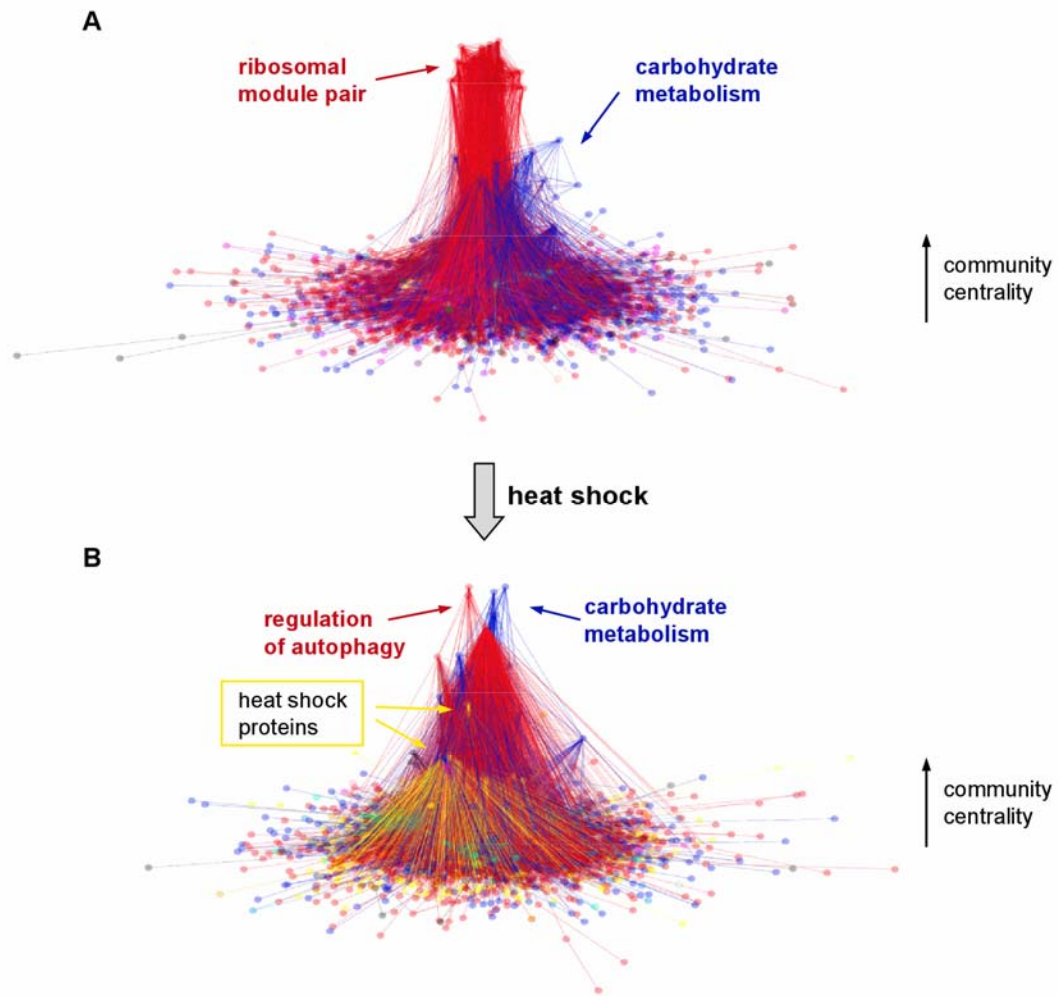 A
ribosomal
module pair
carbohydrate
metabolism
community
centrality
heat shock
B
regulation
of autophagy
carbohydrate
metabolism
heat shock
proteins
community
centrality